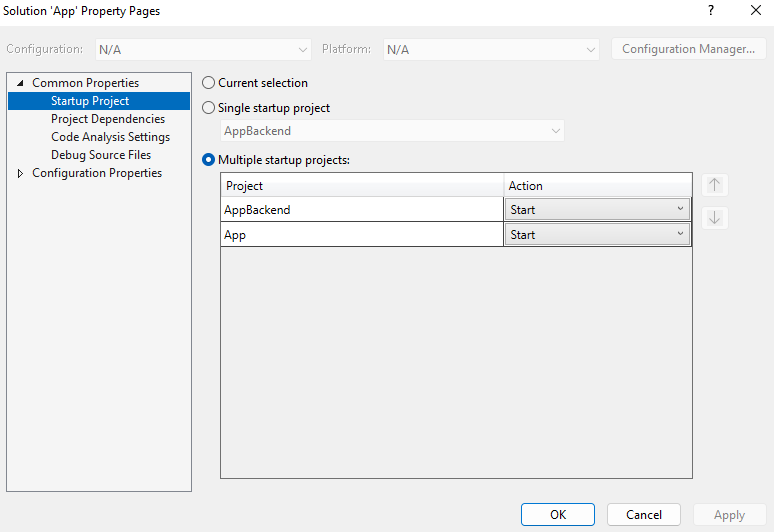 Solution 'App' Property Pages ?
Configuration: N/A Platform: N/A Configuration Manager...
Common Properties
Startup Project
Project Dependencies
Code Analysis Settings
Debug Source Files
Configuration Properties
Current selection
Single startup project
AppBackend
Multiple startup projects:
Project Action
AppBackend Start
App Start
OK Cancel Apply